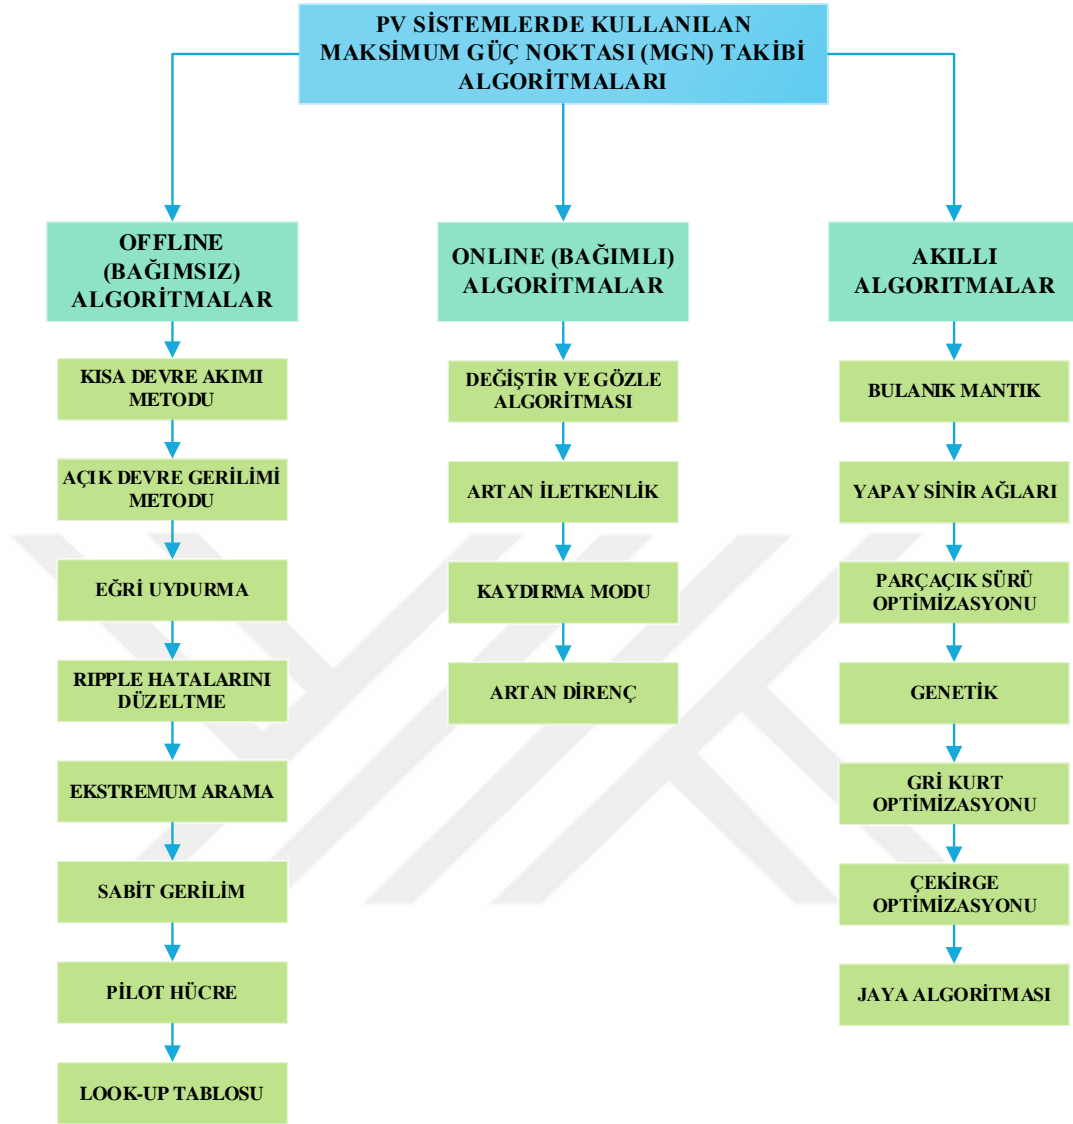 PV SİSTEMLERDE KULLANILAN
MAKSİMUM GÜÇ NOKTASI (MGN) TAKİBİ
ALGORİTMALARI
OFFLINE
(BAĞIMSIZ)
ALGORİTMALAR
KISA DEVRE AKIMI
METODU
AÇIK DEVRE GERİLİMİ
METODU
EĞRİ UYDURMA
RIPPLE HATALARINI
DÜZELTME
EKSTREMUM ARAMA
SABİT GERİLİM
PİLOT HÜCRE
LOOK-UP TABLOSU
ONLINE (BAĞIMLI)
ALGORİTMALAR
DEĞİŞTİR VE GÖZLE
ALGORİTMASI
ARTAN İLETKENLİK
KAYDIRMA MODU
ARTAN DİRENÇ
AKILLI
ALGORITMALAR
BULANIK MANTIK
YAPAY SİNİR AĞLARI
PARÇAÇIK SÜRÜ
OPTİMİZASYONU
GENETİK
GRİ KURT
OPTİMİZASYONU
ÇEKİRGE
OPTİMİZASYONU
JAYA ALGORİTMASI